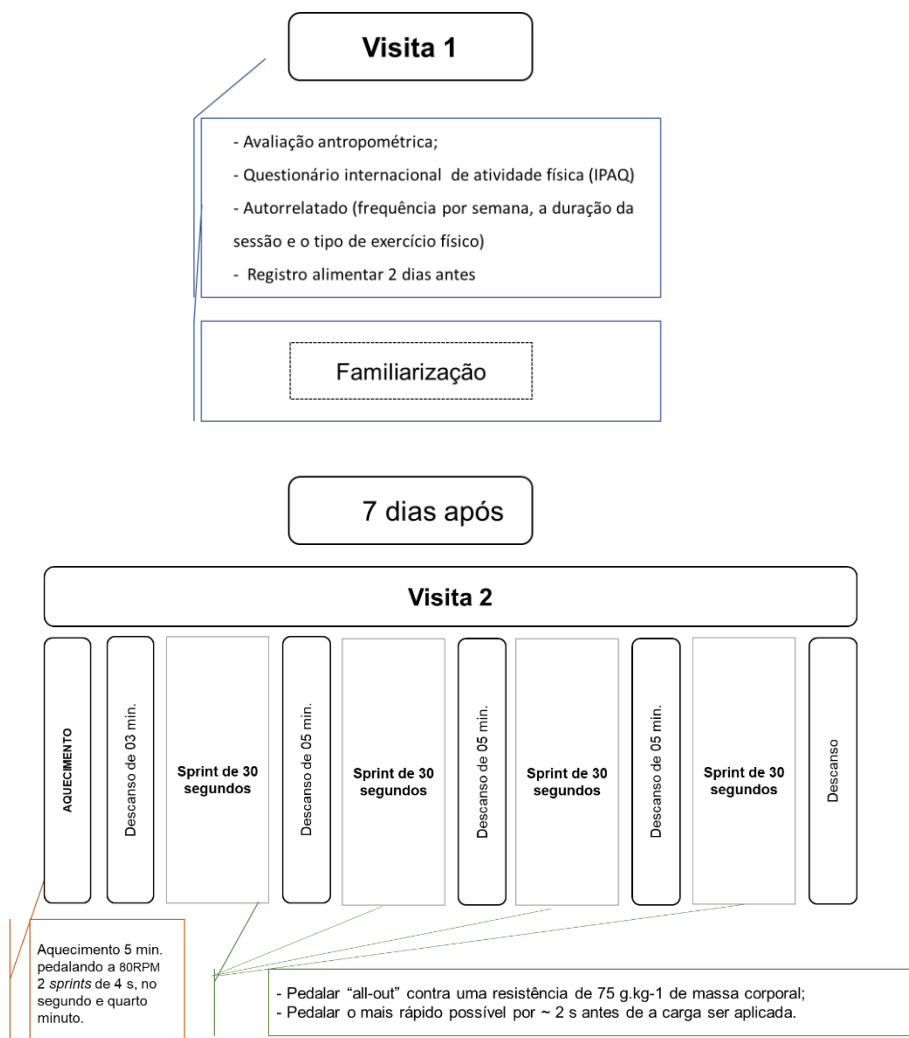 Visita 1
- Avaliação antropométrica;
- Questionário internacional de atividade física (IPAQ)
- Autorrelatado (frequência por semana, a duração da
sessão e o tipo de exercício físico)
- Registro alimentar 2 dias antes
Familiarização
7 dias após
Visita 2
AQUECIMENTO
Descanso de 03 min.
Sprint de 30
segundos
Descanso de 05 min.
Sprint de 30
segundos
Descanso de 05 min.
Sprint de 30
segundos
Descanso de 05 min.
Sprint de 30
segundos
Descanso
Aquecimento 5 min.
pedalando a 80RPM
2 sprints de 4 s, no
segundo e quarto
minuto.
- Pedalar “all-out” contra uma resistência de 75 g.kg-1 de massa corporal;
- Pedalar o mais rápido possível por ~ 2 s antes de a carga ser aplicada.